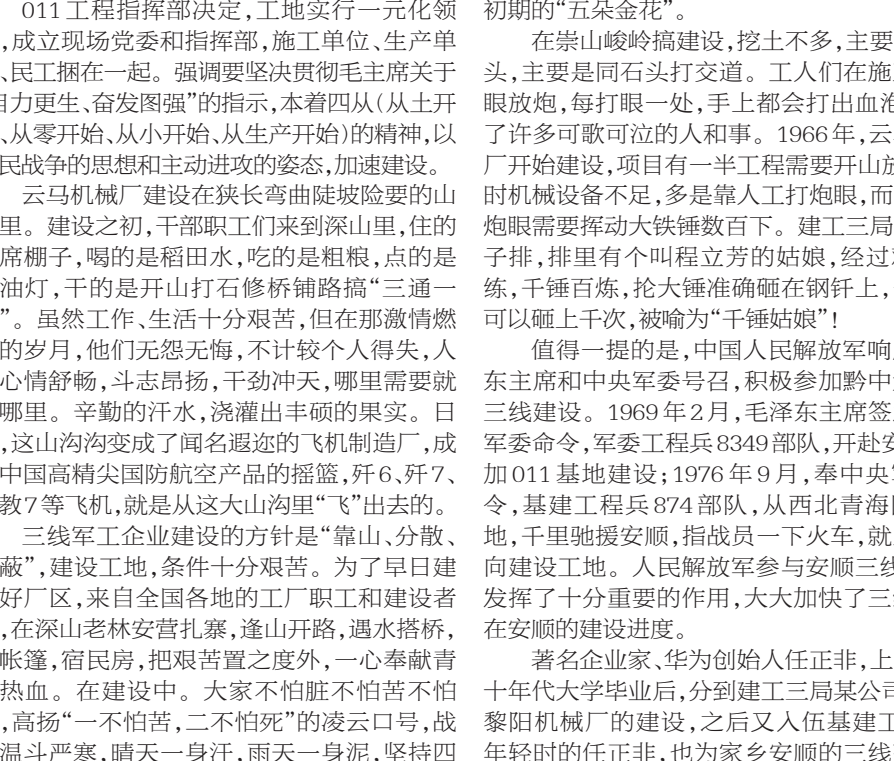 011工程指挥部决定,工地实行一元化领
,成立现场党委和指挥部,施工单位、生产单
、民工捆在一起。强调要坚决贯彻毛主席关于
自力更生、奋发图强”的指示,本着四从(从土开
、从零开始、从小开始、从生产开始)的精神,以
民战争的思想和主动进攻的姿态,加速建设。
云马机械厂建设在狭长弯曲陡坡险要的山
里。建设之初,干部职工们来到深山里,住的
席棚子,喝的是稻田水,吃的是粗粮,点的是
油灯,干的是开山打石修桥铺路搞“三通一
”。虽然工作、生活十分艰苦,但在那激情燃
的岁月,他们无怨无悔,不计较个人得失,人
心情舒畅,斗志昂扬,干劲冲天,哪里需要就
哪里。辛勤的汗水,浇灌出丰硕的果实。日
,这山沟沟变成了闻名遐迩的飞机制造厂,成
中国高精尖国防航空产品的摇篮,歼6、歼7、
教7等飞机,就是从这大山沟里“飞”出去的。
三线军工企业建设的方针是“靠山、分散、
蔽”,建设工地,条件十分艰苦。为了早日建
好厂区,来自全国各地的工厂职工和建设者
,在深山老林安营扎寨,逢山开路,遇水搭桥,
帐篷,宿民房,把艰苦置之度外,一心奉献青
热血。在建设中。大家不怕脏不怕苦不怕
,高扬“一不怕苦,二不怕死”的凌云口号,战
温斗严寒,晴天一身汗,雨天一身泥,坚持四
初期的“五朵金花”。
在崇山峻岭搞建设,挖土不多,主要
头,主要是同石头打交道。工人们在施
眼放炮,每打眼一处,手上都会打出血泡
了许多可歌可泣的人和事。1966年,云
厂开始建设,项目有一半工程需要开山放
时机械设备不足,多是靠人工打炮眼,而
炮眼需要挥动大铁锤数百下。建工三局
子排,排里有个叫程立芳的姑娘,经过
练,千锤百炼,抡大锤准确砸在钢钎上,
可以砸上千次,被喻为“千锤姑娘”!
值得一提的是,中国人民解放军响
东主席和中央军委号召,积极参加黔中
三线建设。1969年2月,毛泽东主席签
军委命令,军委工程兵8349部队,开赴安
加011基地建设;1976年9月,奉中央
令,基建工程兵874部队,从西北青海
地,千里驰援安顺,指战员一下火车,就
向建设工地。人民解放军参与安顺三线
发挥了十分重要的作用,大大加快了三
在安顺的建设进度。
著名企业家、华为创始人任正非,上
十年代大学毕业后,分到建工三局某公司
黎阳机械厂的建设,之后又入伍基建工
年轻时的任正非,也为家乡安顺的三线